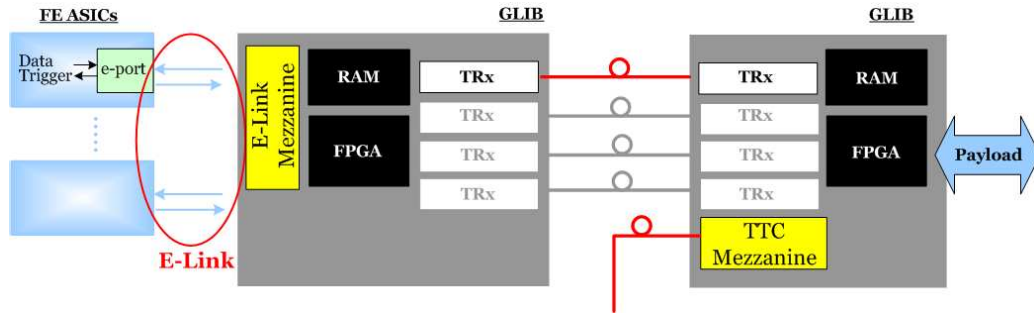 FE ASICs
GLIB
GLIB
Data
Trigger
e-port
E-Link
E-Link
Mezzanine
RAM
FPGA
TRx
TRx
TRx
TRx
TRx
TRx
TRx
TRx
RAM
FPGA
Payload
TTC
Mezzanine